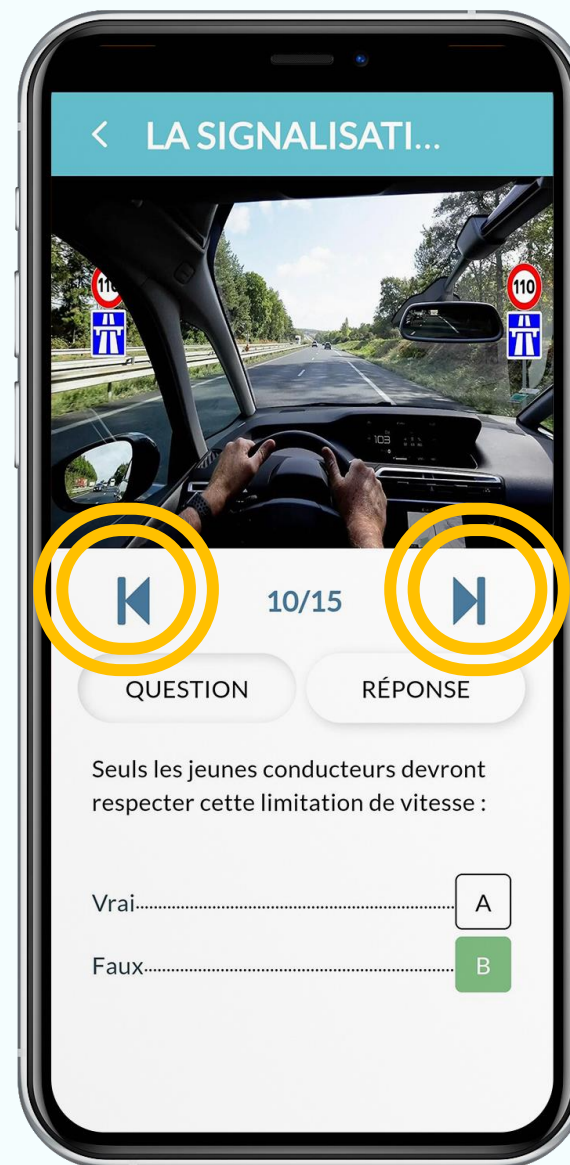 LA SIGNALISATI...
110
110
103
10/15
QUESTION
RÉPONSE
Seuls les jeunes conducteurs devront
respecter cette limitation de vitesse :
Vrai
A
Faux
B